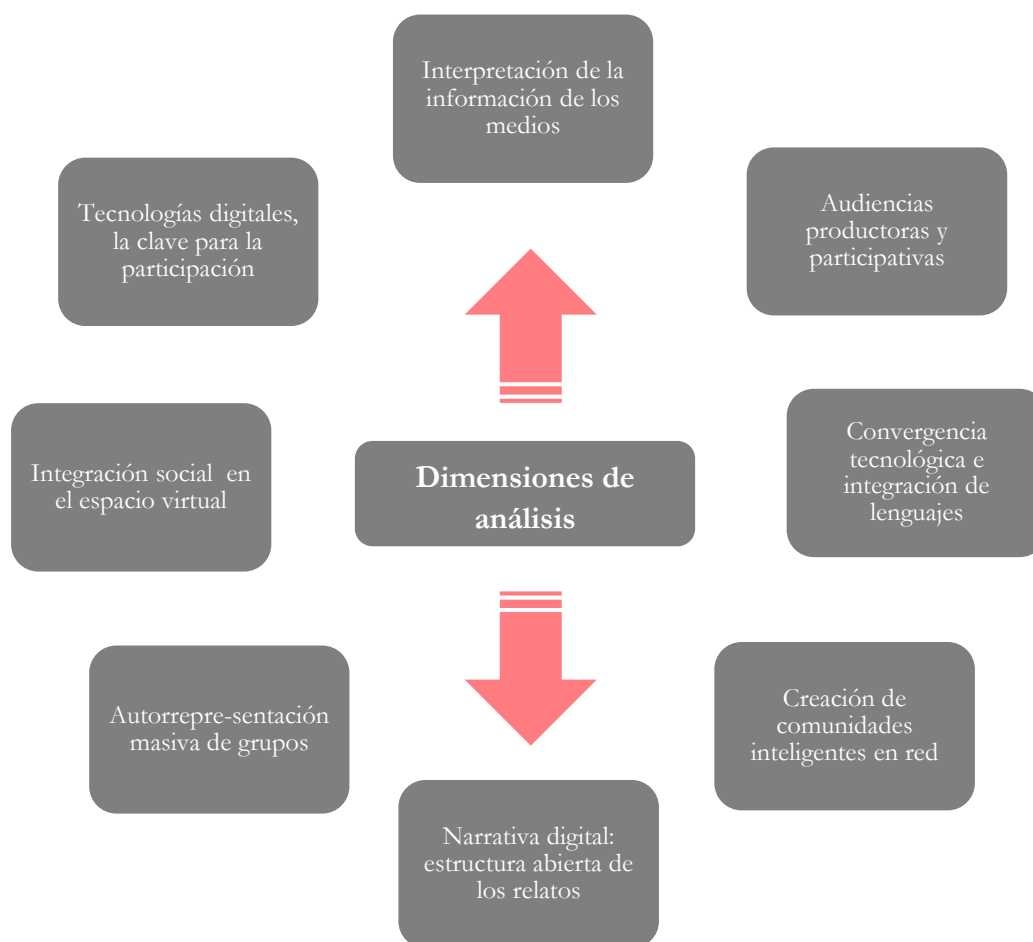 Interpretación de la
información de los
medios
Tecnologías digitales,
la clave para la
participación
Audiencias
productoras y
participativas
Integración social  en
el espacio virtual
Dimensiones de
análisis
Convergencia
tecnológica e
integración de
lenguajes
Autorrepre-sentación
masiva de grupos
Creación de
comunidades
inteligentes en red
Narrativa digital:
estructura abierta de
los relatos